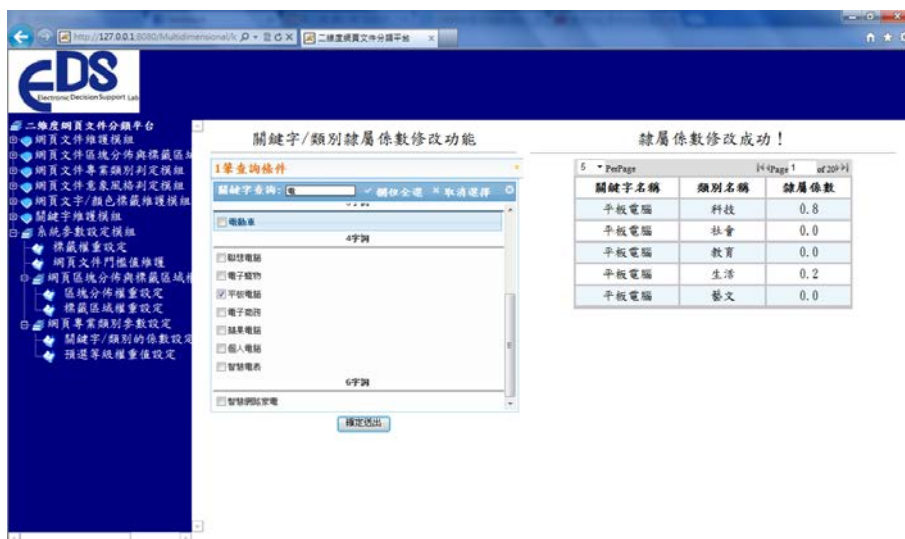 http://127.0.0.1:8080/Multidimensional/k
二維度網頁文件分類平台
EDS
Electronic Decision Support Lab
二維度網頁文件分類平台
網頁文件維護模組
網頁文件區塊分佈與標籤區域
網頁文件專業類別判定模組
網頁文件意象風格判定模組
網頁文字/顏色標籤維護模組
關鍵字維護模組
系統參數設定模組
標籤權重設定
網頁文件門檻值維護
網頁區塊分佈與標籤區域權
區塊分佈權重設定
標籤區域權重設定
網頁專業類別參數設定
關鍵字/類別的係數設定
預選等級權重值設定
關鍵字/類別隸屬係數修改功能
1筆查詢條件
關鍵字查詢: 電 欄位全選 取消選擇
電動車
4字詞
聯想電腦
電子寵物
平板電腦
電子商務
蘋果電腦
個人電腦
智慧電表
6字詞
智慧網路家電
確定送出
隸屬係數修改成功!
5 PerPage Page 1 of 20
關鍵字名稱 類別名稱 隸屬係數
平板電腦 科技 0.8
平板電腦 社會 0.0
平板電腦 教育 0.0
平板電腦 生活 0.2
平板電腦 藝文 0.0